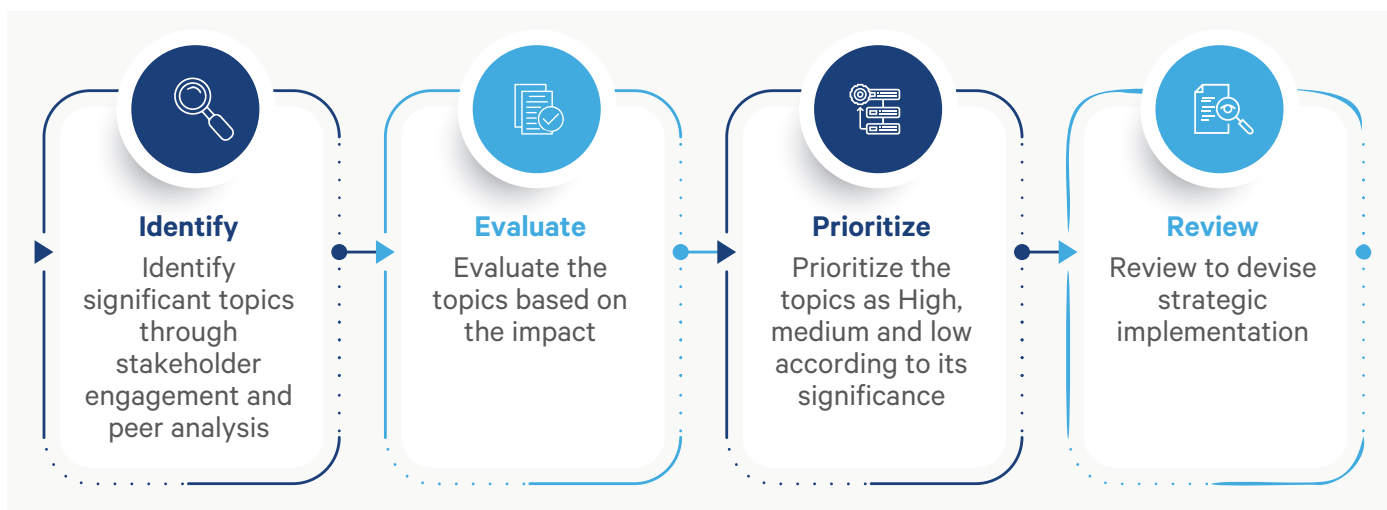 Identify
Identify
significant topics
through
stakeholder
engagement and
peer analysis
Evaluate
Evaluate the
topics based on
the impact
Prioritize
Prioritize the
topics as High,
medium and low
according to its
significance
Review
Review to devise
strategic
implementation